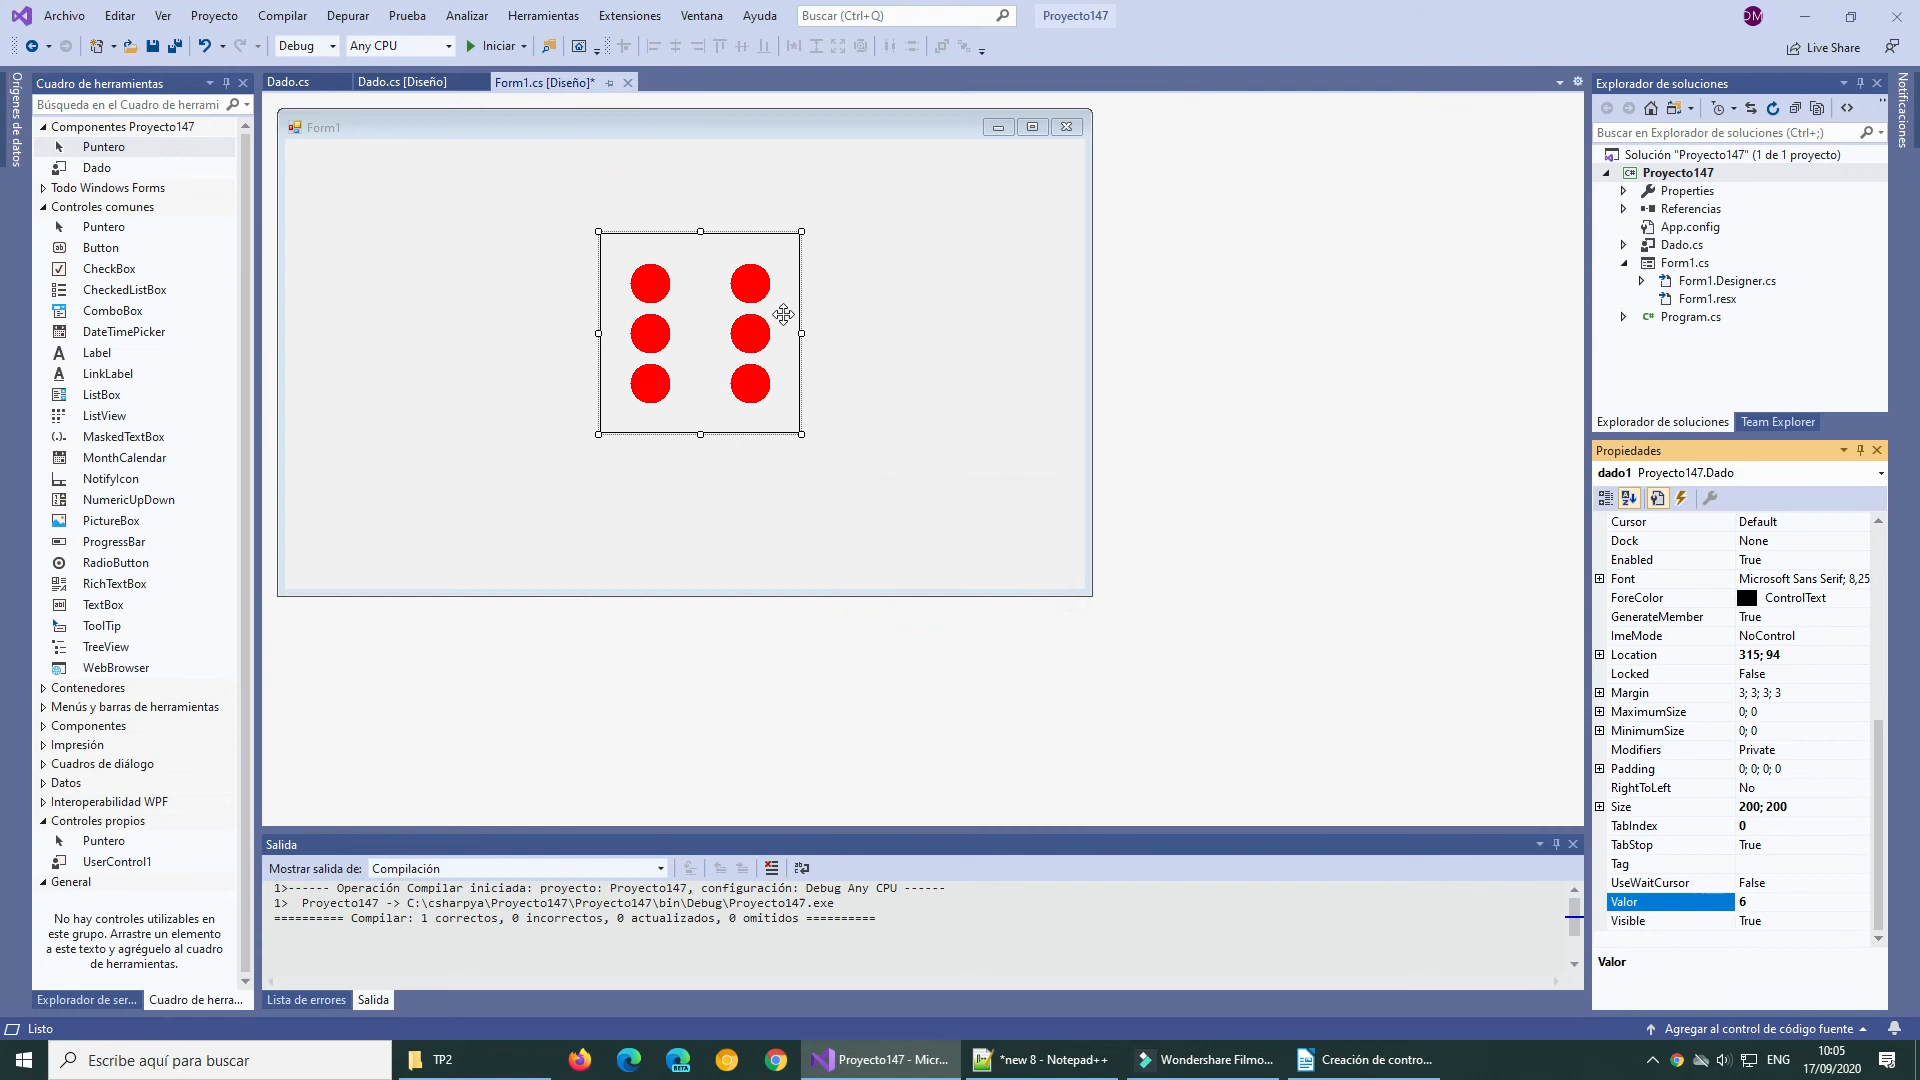 Archivo Editar Ver Proyecto Compilar Depurar Prueba Analizar Herramientas Extensiones Ventana Ayuda Buscar (Ctrl+Q) Proyecto147 DM
Debug Any CPU Iniciar Live Share
Orígenes de datos
Cuadro de herramientas
Búsqueda en el Cuadro de herrami
Componentes Proyecto147
Puntero
Dado
Todo Windows Forms
Controles comunes
Puntero
Button
CheckBox
CheckedListBox
ComboBox
DateTimePicker
Label
LinkLabel
ListBox
ListView
MaskedTextBox
MonthCalendar
NotifyIcon
NumericUpDown
PictureBox
ProgressBar
RadioButton
RichTextBox
TextBox
ToolTip
TreeView
WebBrowser
Contenedores
Menús y barras de herramientas
Componentes
Impresión
Cuadros de diálogo
Datos
Interoperabilidad WPF
Controles propios
Puntero
UserControl1
General
No hay controles utilizables en
este grupo. Arrastre un elemento
a este texto y agréguelo al cuadro
de herramientas.
Explorador de ser... Cuadro de herra...
Dado.cs Dado.cs [Diseño] Form1.cs [Diseño]*
Form1
Salida
Mostrar salida de: Compilación
1>------ Operación Compilar iniciada: proyecto: Proyecto147, configuración: Debug Any CPU ------
1>  Proyecto147 -> C:\csharpya\Proyecto147\Proyecto147\bin\Debug\Proyecto147.exe
========== Compilar: 1 correctos, 0 incorrectos, 0 actualizados, 0 omitidos ==========
Lista de errores Salida
Explorador de soluciones
Buscar en Explorador de soluciones (Ctrl+;)
Solución "Proyecto147" (1 de 1 proyecto)
Proyecto147
Properties
Referencias
App.config
Dado.cs
Form1.cs
Form1.Designer.cs
Form1.resx
Program.cs
Explorador de soluciones Team Explorer
Propiedades
dado1 Proyecto147.Dado
Cursor Default
Dock None
Enabled True
Font Microsoft Sans Serif; 8,25
ForeColor ControlText
GenerateMember True
ImeMode NoControl
Location 315; 94
Locked False
Margin 3; 3; 3; 3
MaximumSize 0; 0
MinimumSize 0; 0
Modifiers Private
Padding 0; 0; 0; 0
RightToLeft No
Size 200; 200
TabIndex 0
TabStop True
Tag
UseWaitCursor False
Valor 6
Visible True
Valor
Notificaciones
Listo Agregar al control de código fuente
Escribe aquí para buscar TP2 Proyecto147 - Micr... *new 8 - Notepad++ Wondershare Filmo... Creación de contro... ENG 10:05
17/09/2020